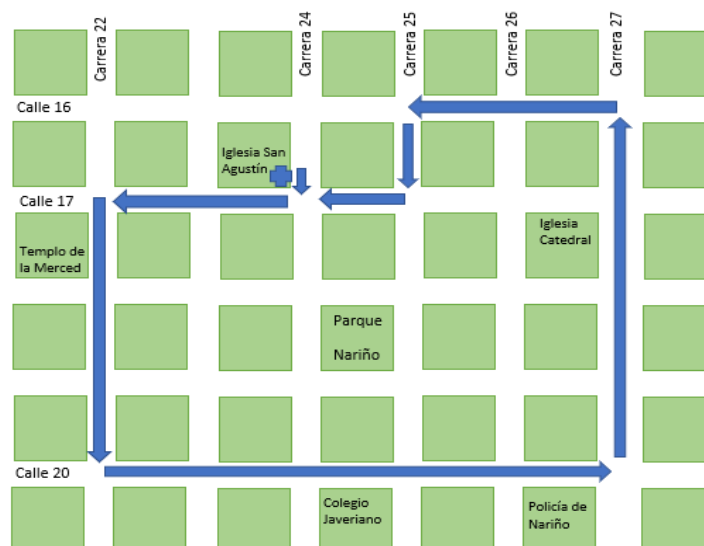 Carrera 22
Carrera 24
Carrera 25
Carrera 26
Carrera 27
Calle 16
Iglesia San
Agustín
Calle 17
Templo de
la Merced
Iglesia
Catedral
Parque
Nariño
Calle 20
Colegio
Javeriano
Policía de
Nariño